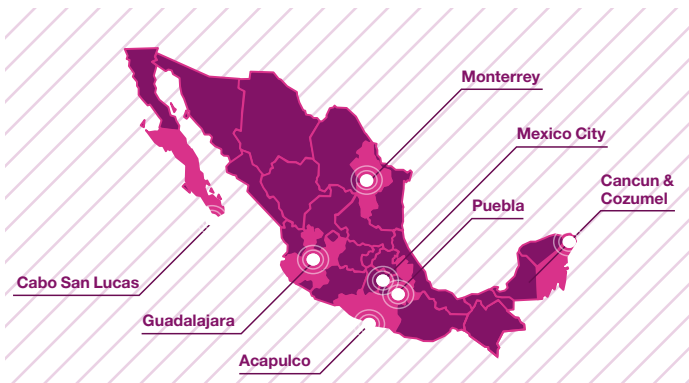 Monterrey
Mexico City
Cancun &
Cozumel
Puebla
Cabo San Lucas
Guadalajara
Acapulco